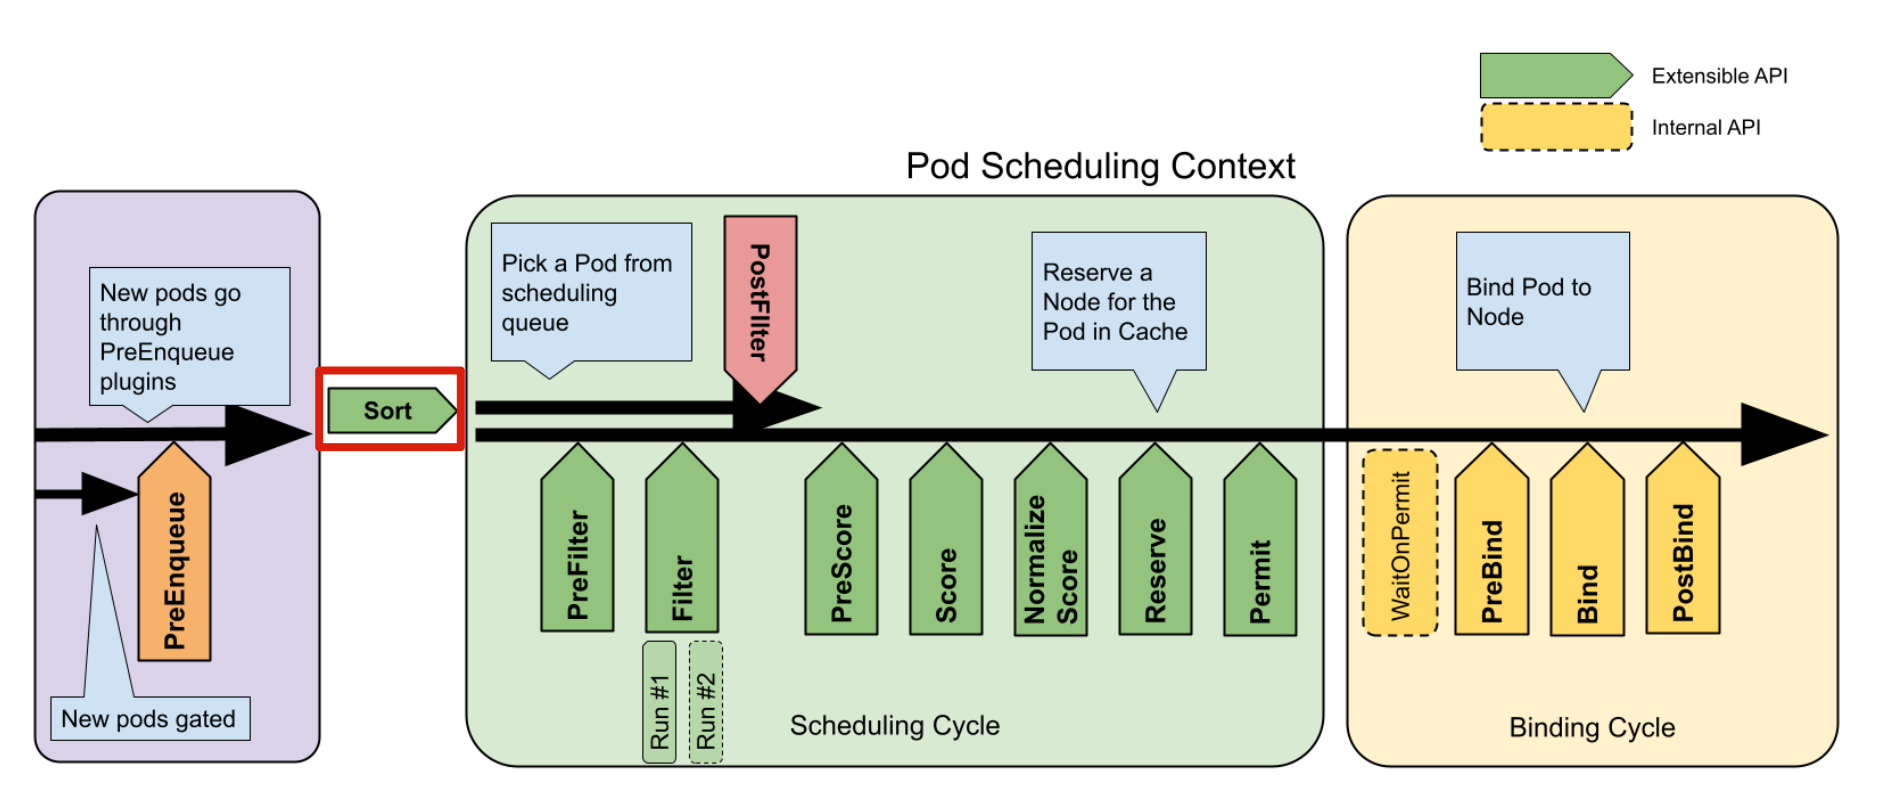 Extensible API
Internal API
Pod Scheduling Context
New pods go
through
PreEnqueue
plugins
PreEnqueue
New pods gated
Sort
Pick a Pod from
scheduling
queue
PostFIlter
Reserve a
Node for the
Pod in Cache
PreFilter
Filter
Run #1
Run #2
PreScore
Score
Normalize
Score
Reserve
Permit
Scheduling Cycle
Bind Pod to
Node
WaitOnPermit
PreBind
Bind
PostBind
Binding Cycle